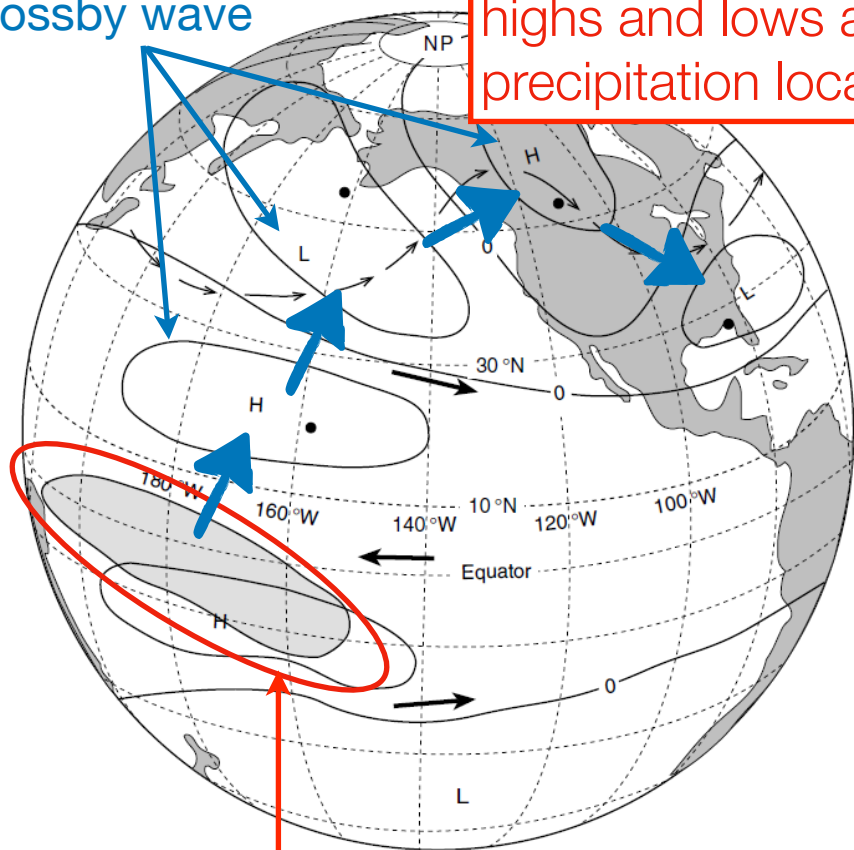 ossby wave
highs and lows a
precipitation loca
NP
H
L
0
L
30 °N
0
H
180 °W
160 °W
10 °N
140 °W
120 °W
100 °W
Equator
H
0
L